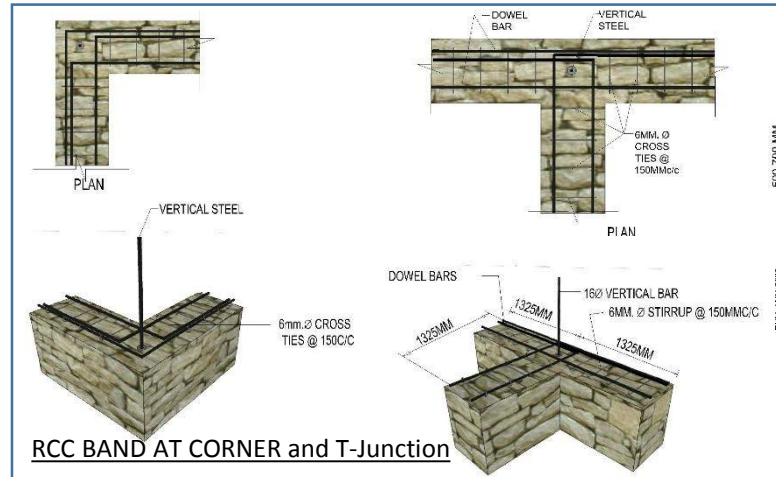 DOWEL
BAR
VERTICAL
STEEL
6MM. Ø
CROSS
TIES @
150MMc/c
PLAN
PLAN
VERTICAL STEEL
6mm.Ø CROSS
TIES @ 150C/C
DOWEL BARS
16Ø VERTICAL BAR
6MM. Ø STIRRUP @ 150MMC/C
1325MM
1325MM
1325MM
RCC BAND AT CORNER and T-Junction